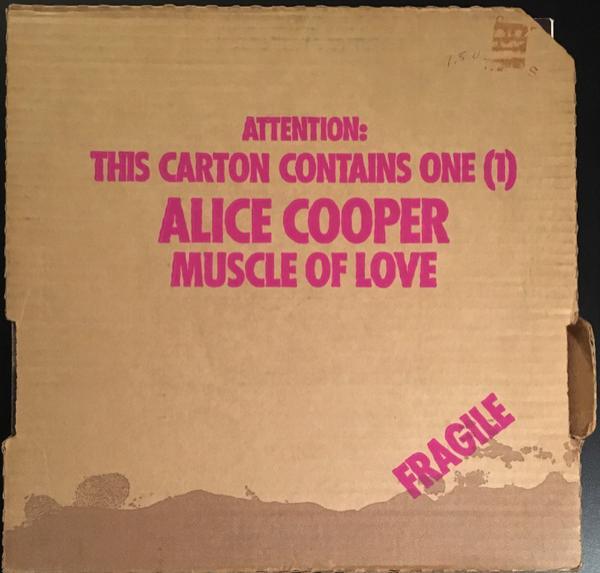 ATTENTION:
THIS CARTON CONTAINS ONE (1)
ALICE COOPER
MUSCLE OF LOVE
FRAGILE